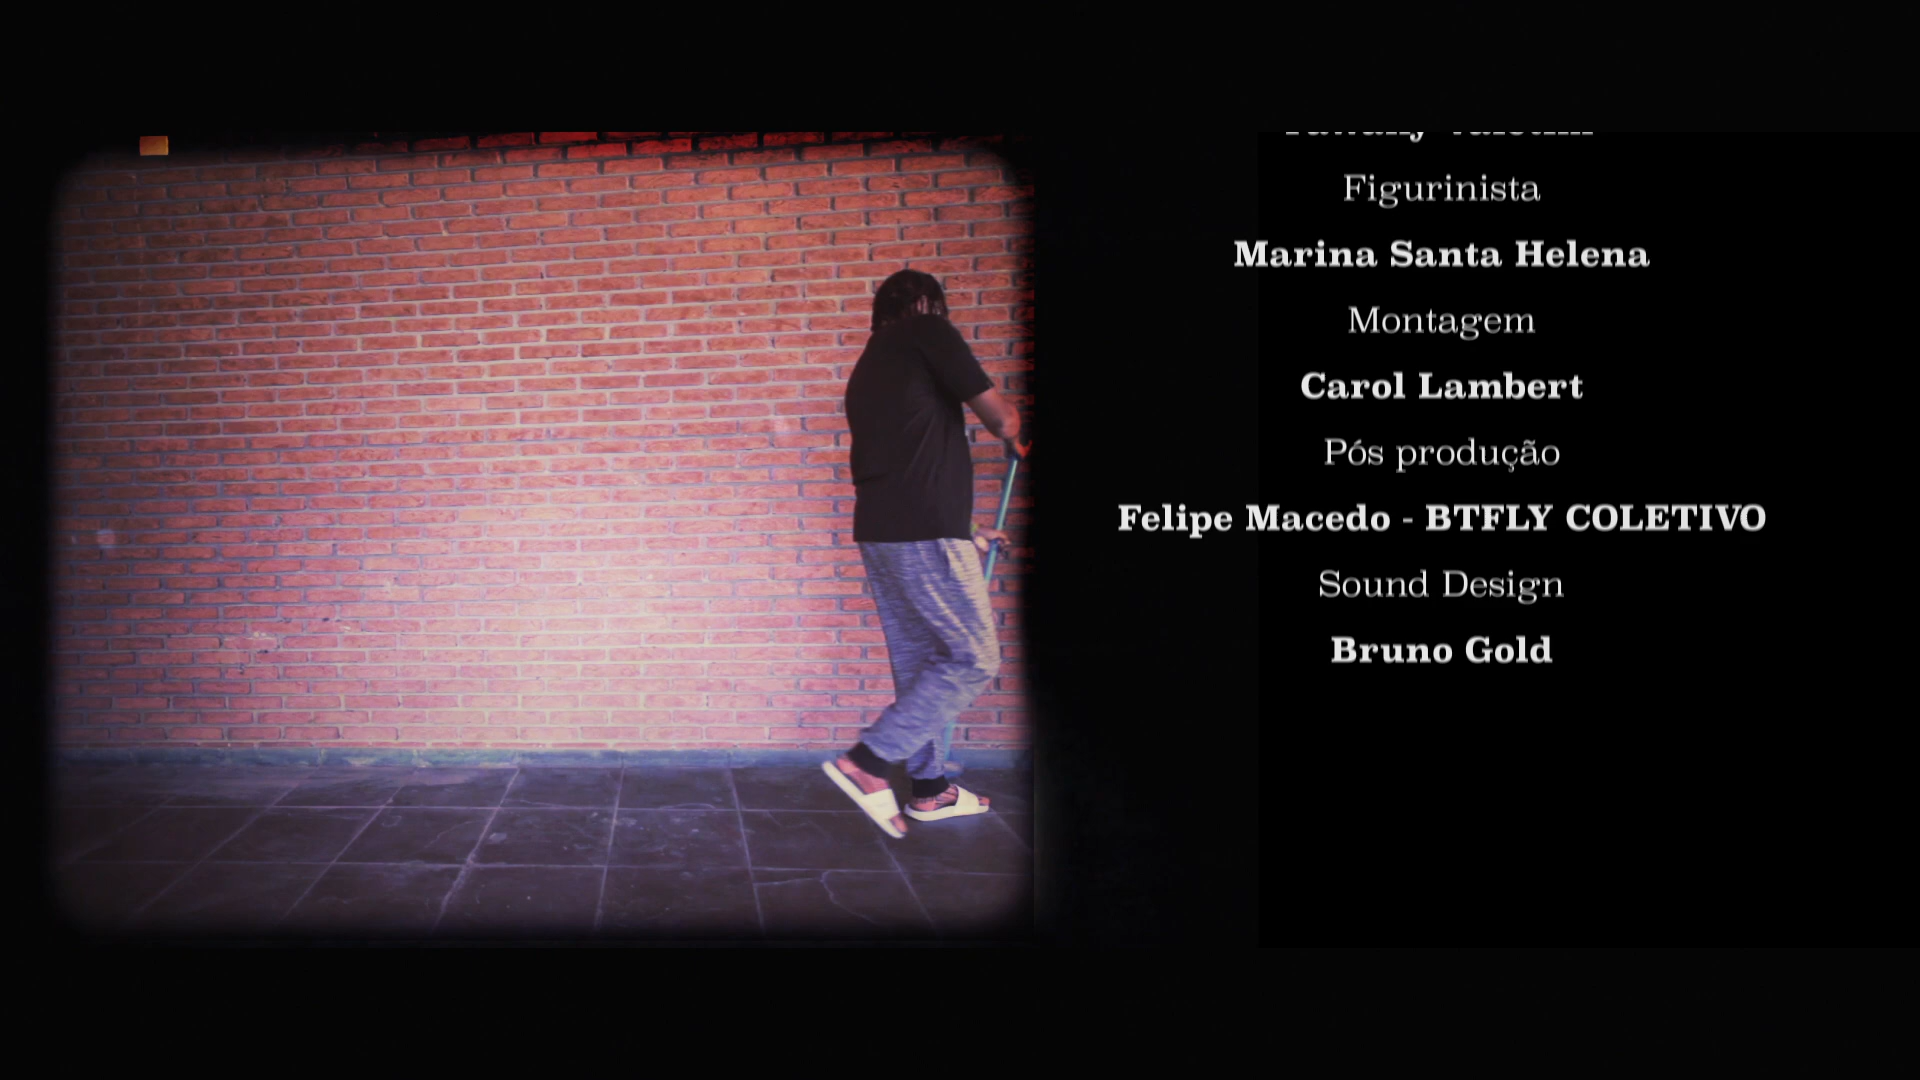 Figurinista
Marina Santa Helena
Montagem
Carol Lambert
Pós produção
Felipe Macedo - BTFLY COLETIVO
Sound Design
Bruno Gold